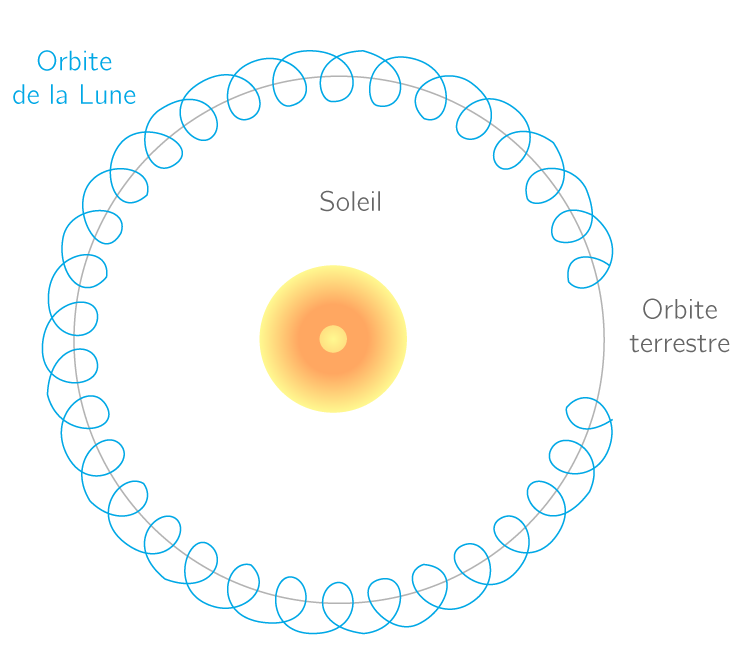 Orbite
de la Lune
Soleil
Orbite
terrestre